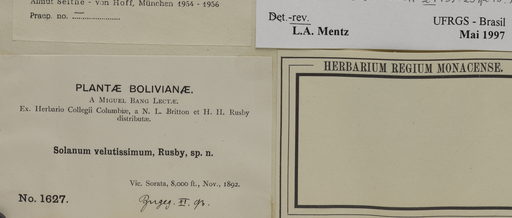 Almut Seithe - von Hoff, München 1954 - 1956
Praep. no.
Det.-rev.
L.A. Mentz
UFRGS - Brasil
Mai 1997
PLANTÆ BOLIVIANÆ.
A MIGUEL BANG LECTÆ.
Ex. Herbario Collegii Columbiæ, a N. L. Britton et H. H. Rusby
distributæ.
Solanum velutissimum, Rusby, sp. n.
Vic. Sorata, 8,000 ft., Nov., 1892.
No. 1627.
HERBARIUM REGIUM MONACENSE.